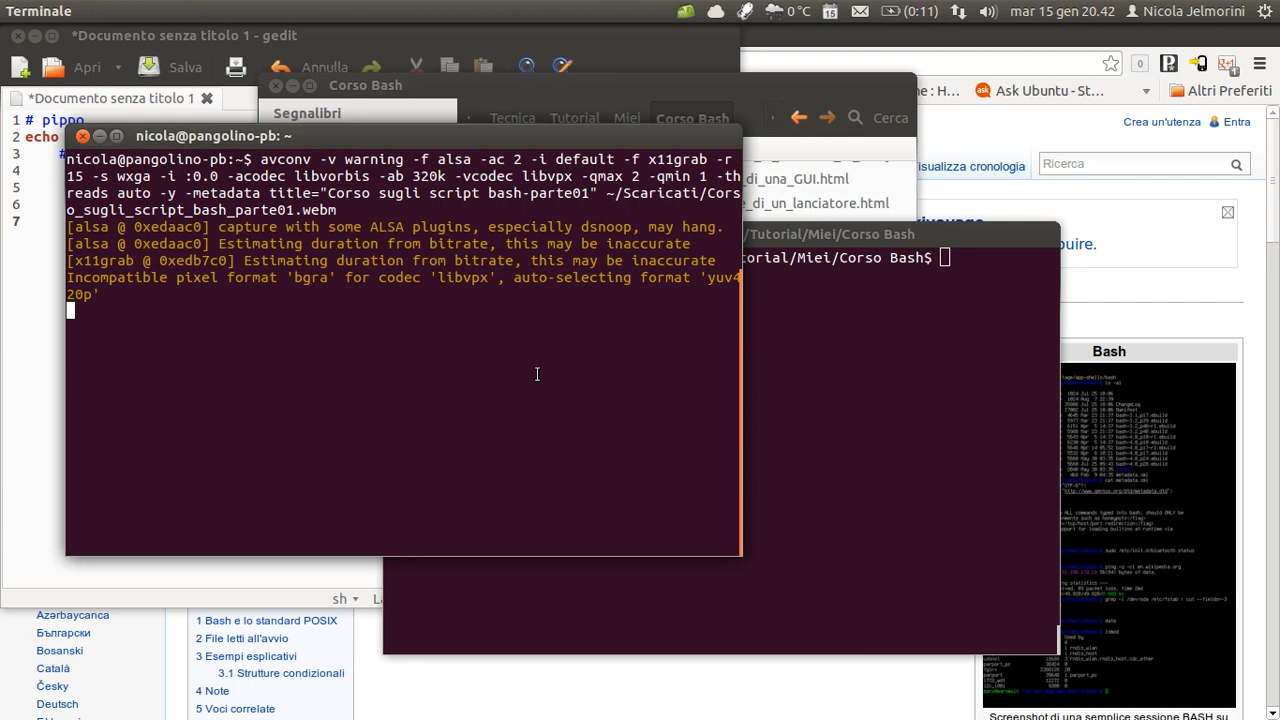 Terminale
0 °C
15
(0:11)
mar 15 gen 20.42
Nicola Jelmorini
*Documento senza titolo 1 - gedit
Apri
Salva
Annulla
Corso Bash
0
1
: H...
Ask Ubuntu - St...
Altri Preferiti
*Documento senza titolo 1
Segnalibri
Tecnica
Tutorial
Miei
Corso Bash
Cerca
Crea un'utenza
Entra
1 # pippo
2 echo
3 #
4
5
6
7
nicola@pangolino-pb: ~
nicola@pangolino-pb:~$ avconv -v warning -f alsa -ac 2 -i default -f x11grab -r
15 -s wxga -i :0.0 -acodec libvorbis -ab 320k -vcodec libvpx -qmax 2 -qmin 1 -th
reads auto -y -metadata title="Corso sugli script bash-parte01" ~/Scaricati/Cors
o_sugli_script_bash_parte01.webm
[alsa @ 0xedaac0] capture with some ALSA plugins, especially dsnoop, may hang.
[alsa @ 0xedaac0] Estimating duration from bitrate, this may be inaccurate
[x11grab @ 0xedb7c0] Estimating duration from bitrate, this may be inaccurate
Incompatible pixel format 'bgra' for codec 'libvpx', auto-selecting format 'yuv4
20p'
isualizza cronologia
Ricerca
_di_una_GUI.html
e_di_un_lanciatore.html
/Tutorial/Miei/Corso Bash
torial/Miei/Corso Bash$
buire.
Bash
sh
Azərbaycanca
Български
Bosanski
Català
Česky
Deutsch
1 Bash e lo standard POSIX
2 File letti all'avvio
3 Esempi esplicativi
3.1 Strutture condizionali
4 Note
5 Voci correlate
Screenshot di una semplice sessione BASH su